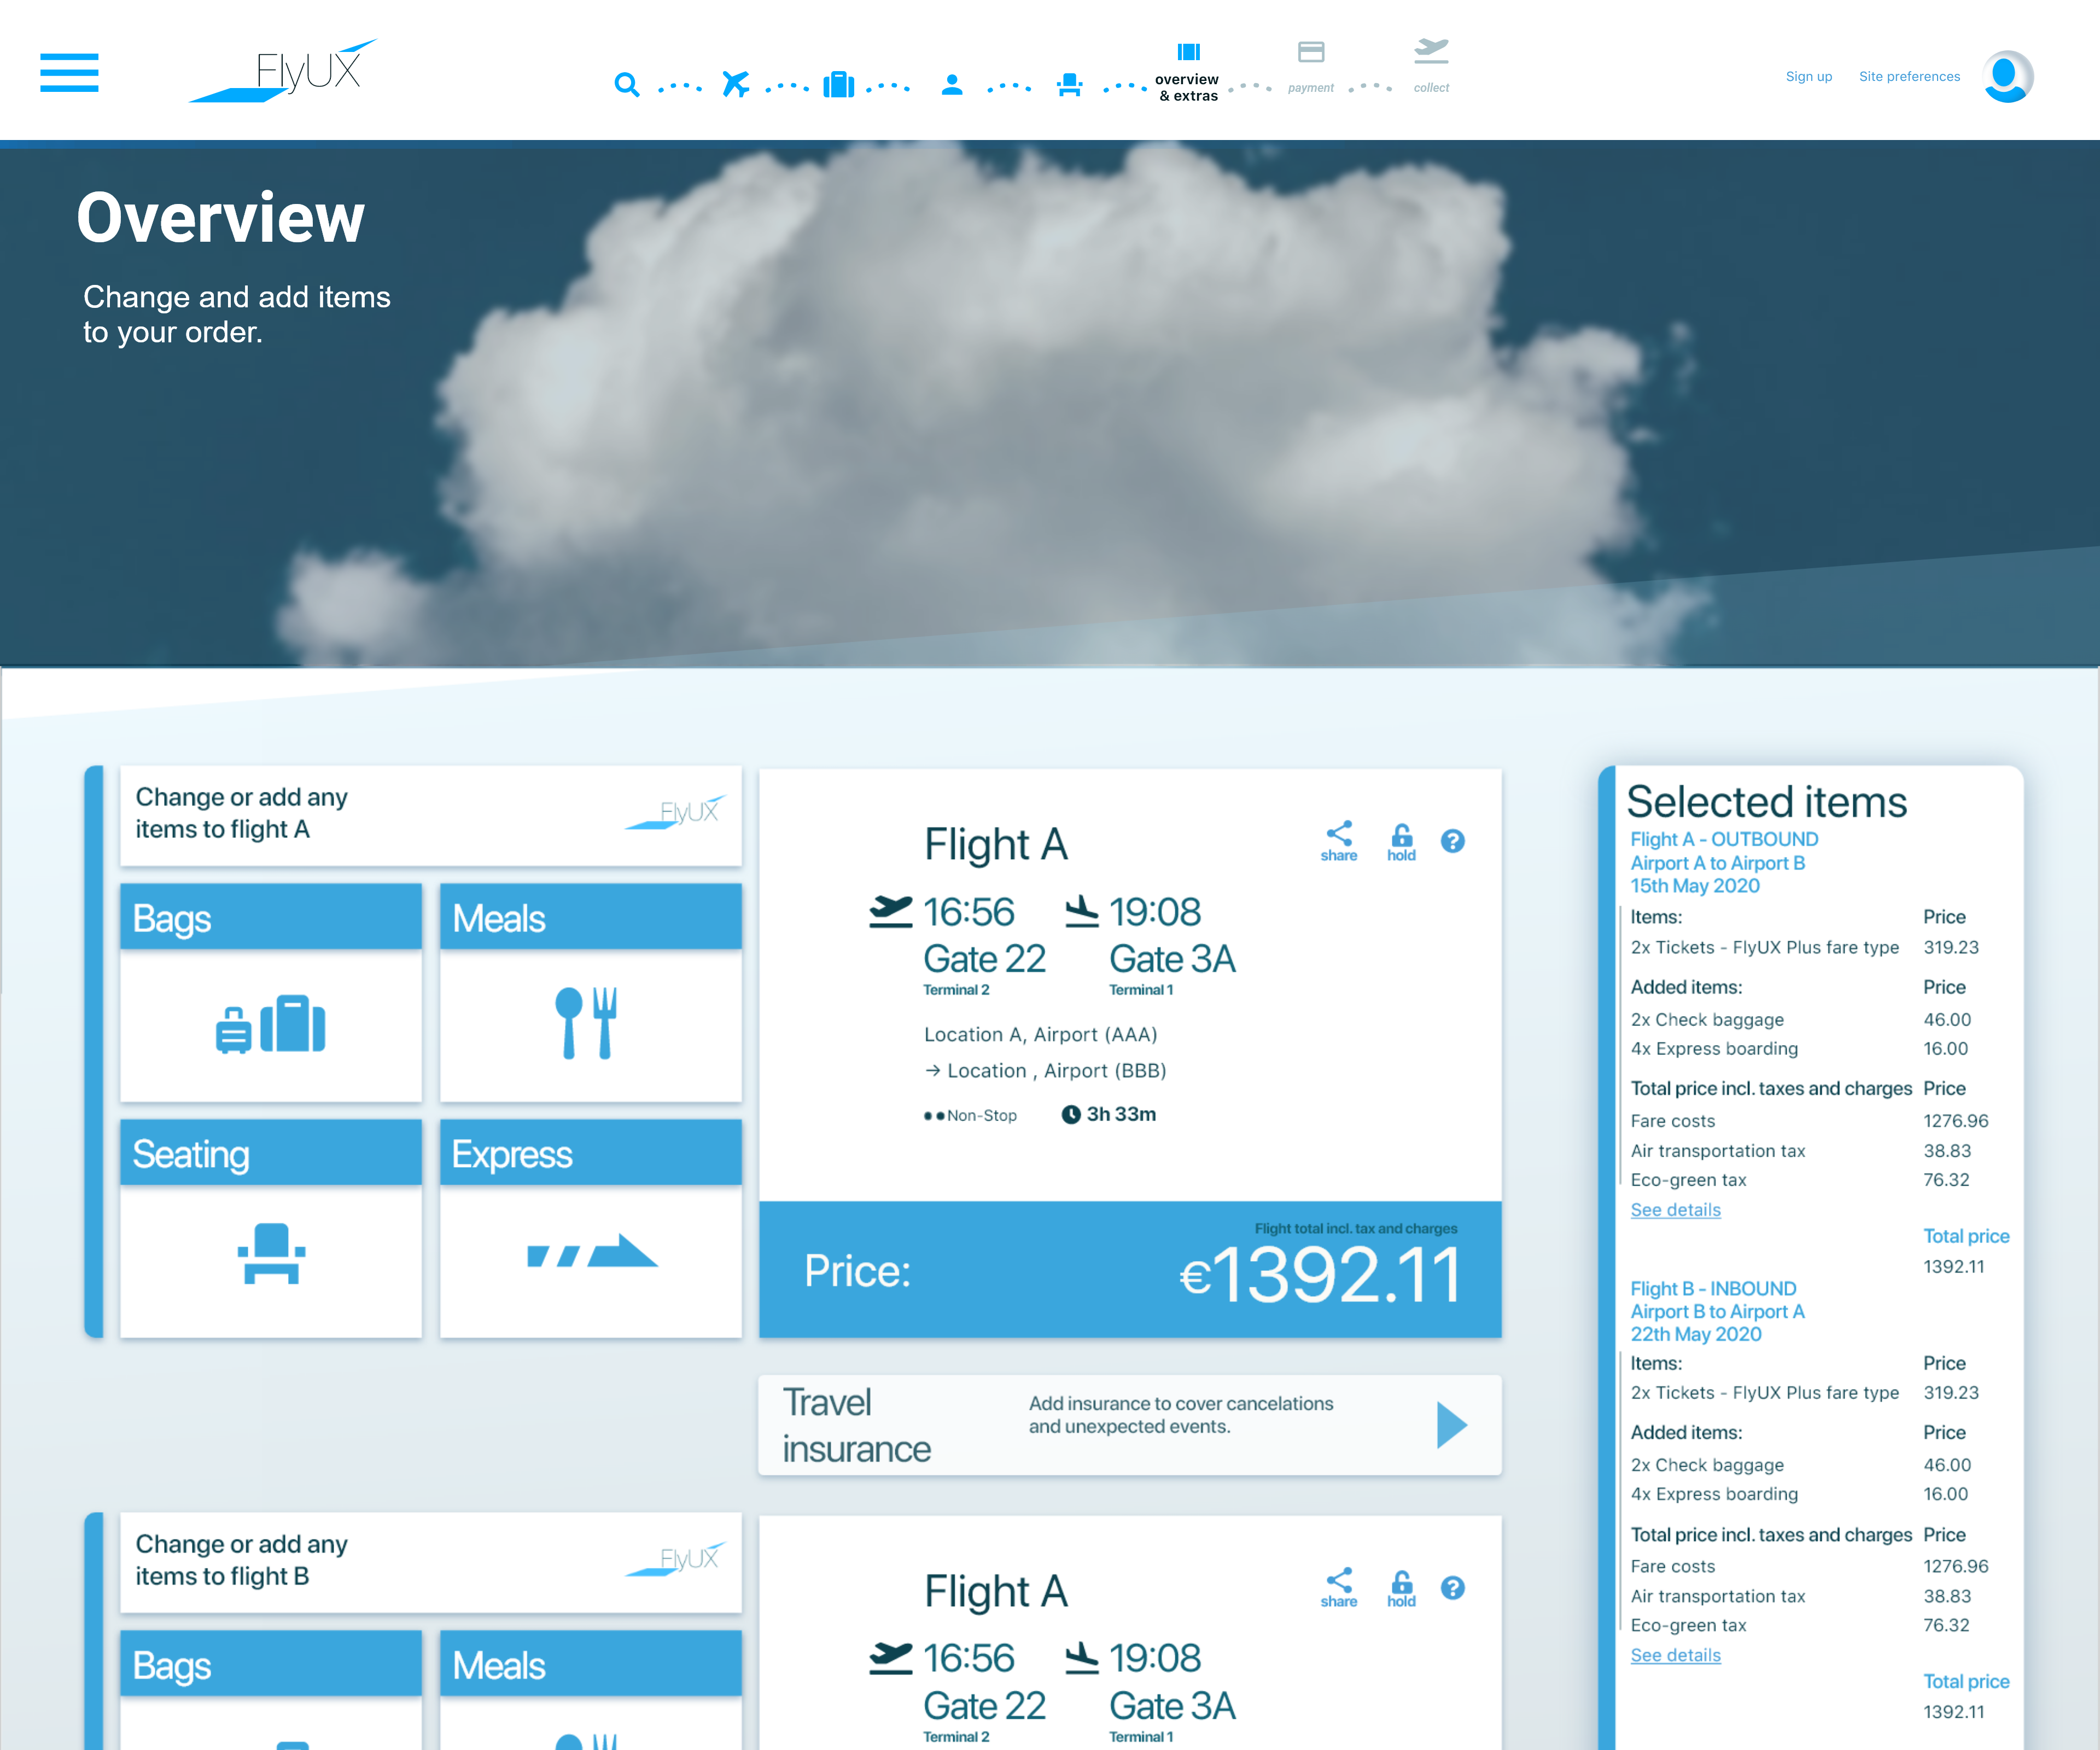 FlyUX
overview
& extras
payment
collect
Sign up
Site preferences
Overview
Change and add items
to your order.
Change or add any
items to flight A
FlyUX
Bags
Meals
Seating
Express
Flight A
share
hold
?
16:56
19:08
Gate 22
Gate 3A
Terminal 2
Terminal 1
Location A, Airport (AAA)
→ Location , Airport (BBB)
Non-Stop
3h 33m
Flight total incl. tax and charges
Price:
€1392.11
Travel
insurance
Add insurance to cover cancelations
and unexpected events.
Change or add any
items to flight B
FlyUX
Bags
Meals
Flight A
share
hold
?
16:56
19:08
Gate 22
Gate 3A
Terminal 2
Terminal 1
Selected items
Flight A - OUTBOUND
Airport A to Airport B
15th May 2020
Items: Price
2x Tickets - FlyUX Plus fare type 319.23
Added items: Price
2x Check baggage 46.00
4x Express boarding 16.00
Total price incl. taxes and charges Price
Fare costs 1276.96
Air transportation tax 38.83
Eco-green tax 76.32
See details
Total price
1392.11
Flight B - INBOUND
Airport B to Airport A
22th May 2020
Items: Price
2x Tickets - FlyUX Plus fare type 319.23
Added items: Price
2x Check baggage 46.00
4x Express boarding 16.00
Total price incl. taxes and charges Price
Fare costs 1276.96
Air transportation tax 38.83
Eco-green tax 76.32
See details
Total price
1392.11